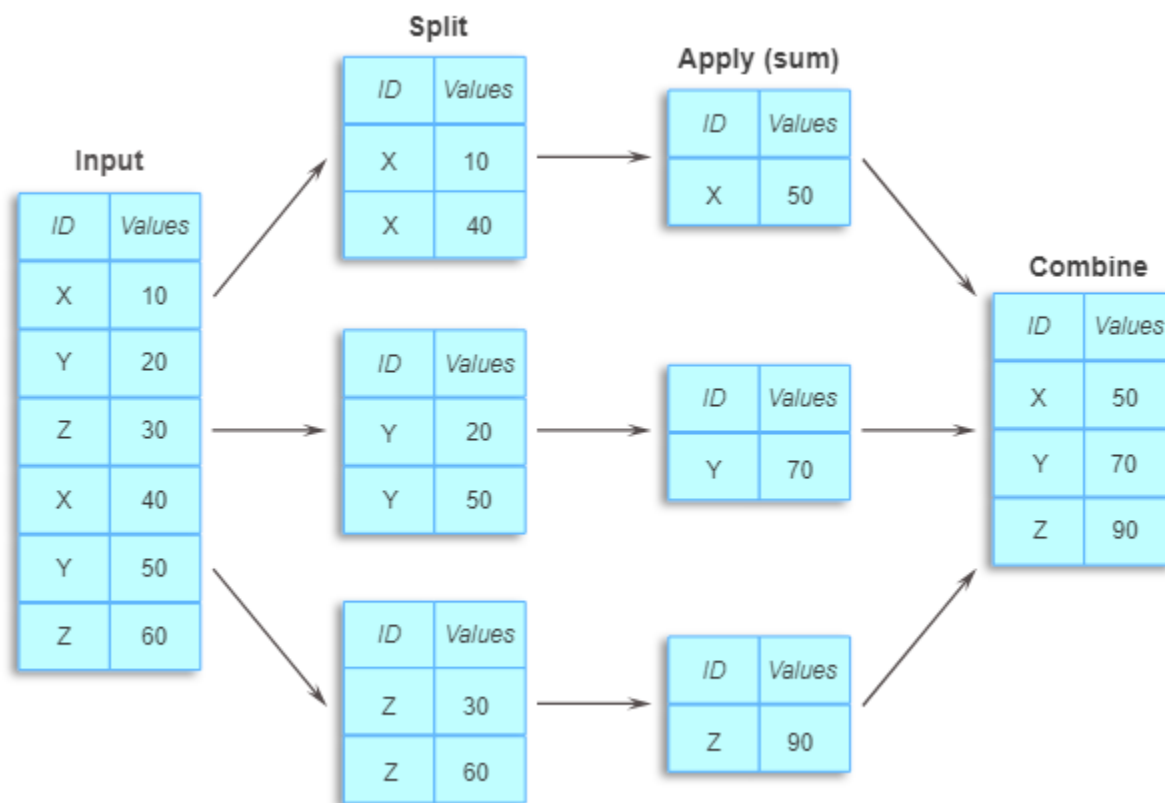 Input
ID Values
X 10
Y 20
Z 30
X 40
Y 50
Z 60
Split
ID Values
X 10
X 40
ID Values
Y 20
Y 50
ID Values
Z 30
Z 60
Apply (sum)
ID Values
X 50
ID Values
Y 70
ID Values
Z 90
Combine
ID Values
X 50
Y 70
Z 90